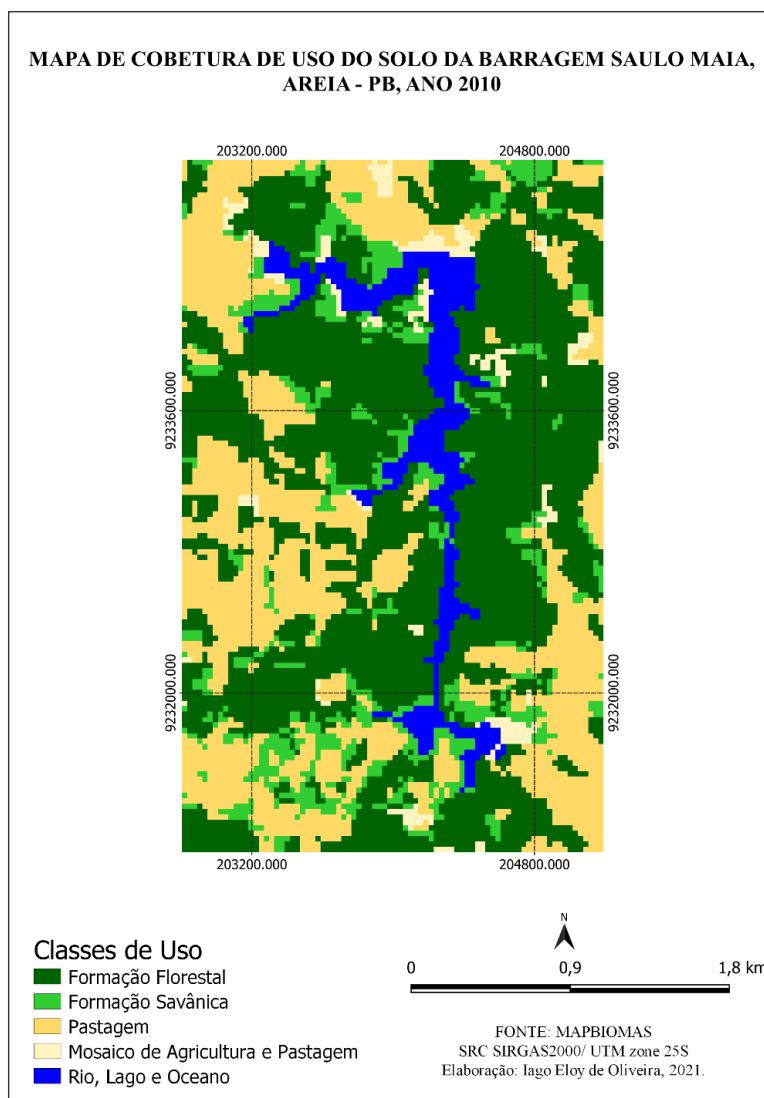 MAPA DE COBETURA DE USO DO SOLO DA BARRAGEM SAULO MAIA,
AREIA - PB, ANO 2010
203200.000 204800.000
9233600.000 9233600.000
9232000.000 9232000.000
203200.000 204800.000
N
Classes de Uso
Formação Florestal
Formação Savânica
Pastagem
Mosaico de Agricultura e Pastagem
Rio, Lago e Oceano
0 0,9 1,8 km
FONTE: MAPBIOMAS
SRC SIRGAS2000/ UTM zone 25S
Elaboração: Iago Eloy de Oliveira, 2021.